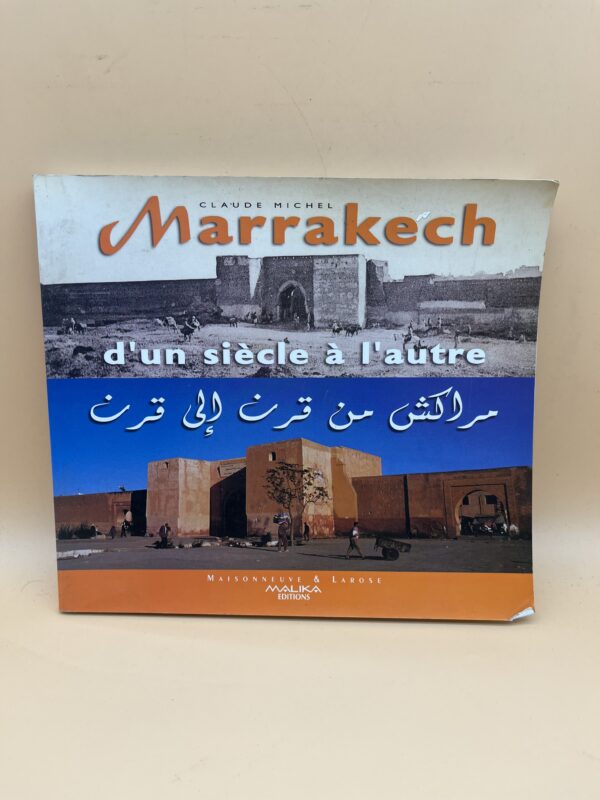 CLAUDE MICHEL
Marrakech
d'un siècle à l'autre
مراكش من قرن إلى قرن
MAISONNEUVE & LAROSE
MALIKA
EDITIONS